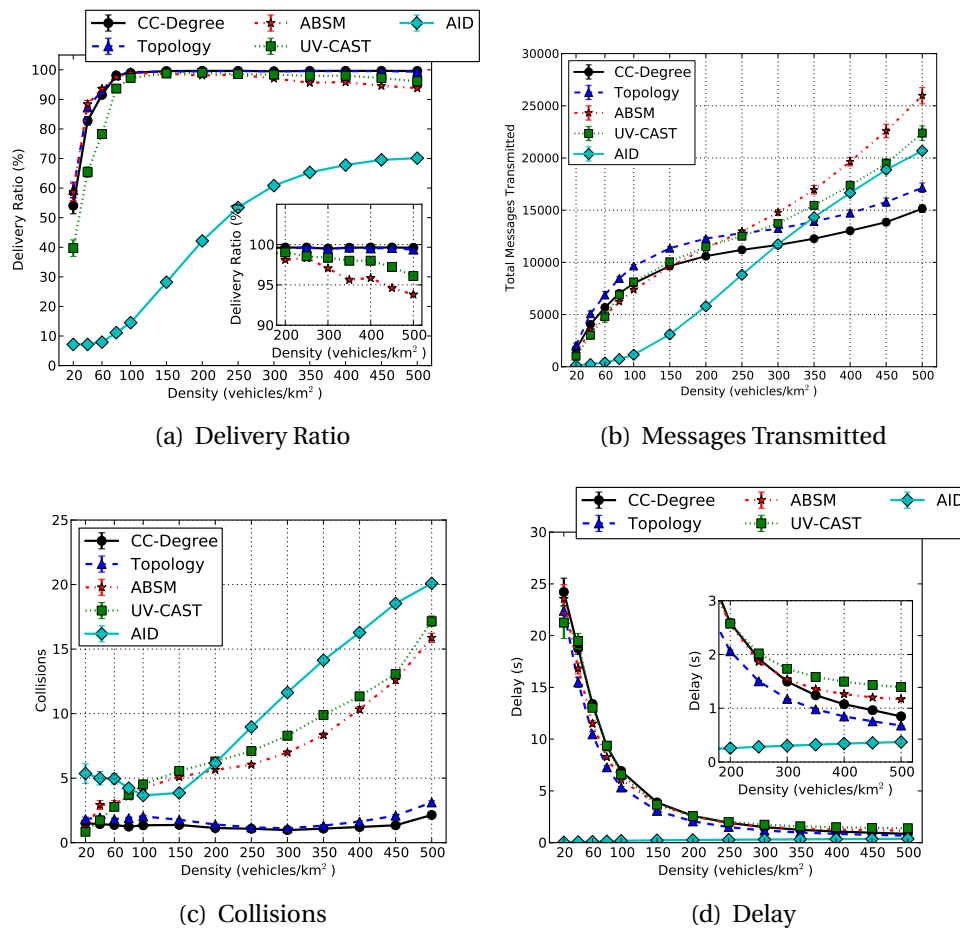 CC-Degree
Topology
ABSM
UV-CAST
AID
Delivery Ratio (%)
100
90
80
70
60
50
40
30
20
10
0
Delivery Ratio (%
100
95
90
200 300 400 500
Density (vehicles/km²)
20 60 100 150 200 250 300 350 400 450 500
Density (vehicles/km²)
(a) Delivery Ratio
Total Messages Transmitted
30000
25000
20000
15000
10000
5000
0
CC-Degree
Topology
ABSM
UV-CAST
AID
20 60 100 150 200 250 300 350 400 450 500
Density (vehicles/km²)
(b) Messages Transmitted
Collisions
25
20
15
10
5
0
CC-Degree
Topology
ABSM
UV-CAST
AID
20 60 100 150 200 250 300 350 400 450 500
Density (vehicles/km²)
(c) Collisions
CC-Degree
Topology
ABSM
UV-CAST
AID
Delay (s)
30
25
20
15
10
5
0
Delay (s)
3
2
1
0
200 300 400 500
Density (vehicles/km²)
20 60 100 150 200 250 300 350 400 450 500
Density (vehicles/km²)
(d) Delay